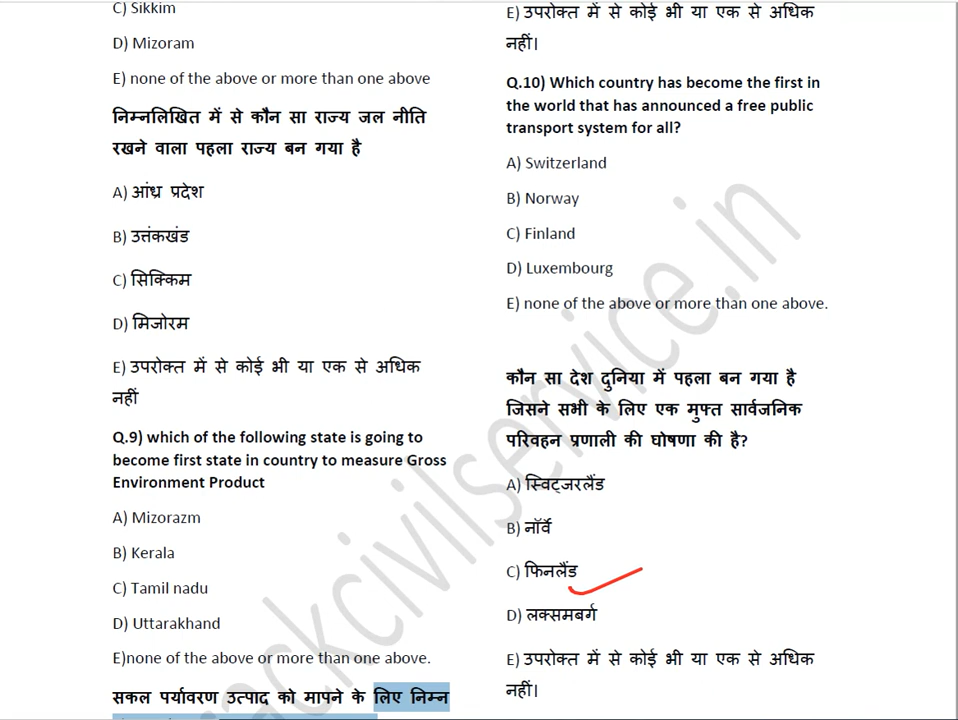 C) Sikkim
D) Mizoram
E) none of the above or more than one above
निम्नलिखित में से कौन सा राज्य जल नीति
रखने वाला पहला राज्य बन गया है
A) आंध्र प्रदेश
B) उत्तंकखंड
C) सिक्किम
D) मिजोरम
E) उपरोक्त में से कोई भी या एक से अधिक
नहीं
Q.9) which of the following state is going to
become first state in country to measure Gross
Environment Product
A) Mizorazm
B) Kerala
C) Tamil nadu
D) Uttarakhand
E)none of the above or more than one above.
सकल पर्यावरण उत्पाद को मापने के लिए निम्न
E) उपरोक्त में से कोई भी या एक से अधिक
नहीं।
Q.10) Which country has become the first in
the world that has announced a free public
transport system for all?
A) Switzerland
B) Norway
C) Finland
D) Luxembourg
E) none of the above or more than one above.
कौन सा देश दुनिया में पहला बन गया है
जिसने सभी के लिए एक मुफ्त सार्वजनिक
परिवहन प्रणाली की घोषणा की है?
A) स्विट्जरलैंड
B) नॉर्वे
C) फिनलैंड
D) लक्समबर्ग
E) उपरोक्त में से कोई भी या एक से अधिक
नहीं।
ackcivilservice.in